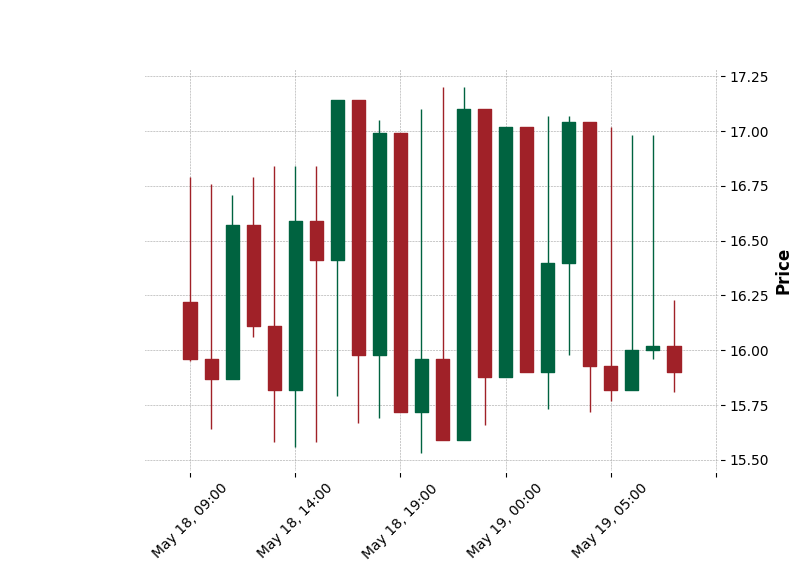 17.25
17.00
16.75
16.50
16.25
16.00
15.75
15.50
Price
May 18, 09:00
May 18, 14:00
May 18, 19:00
May 19, 00:00
May 19, 05:00